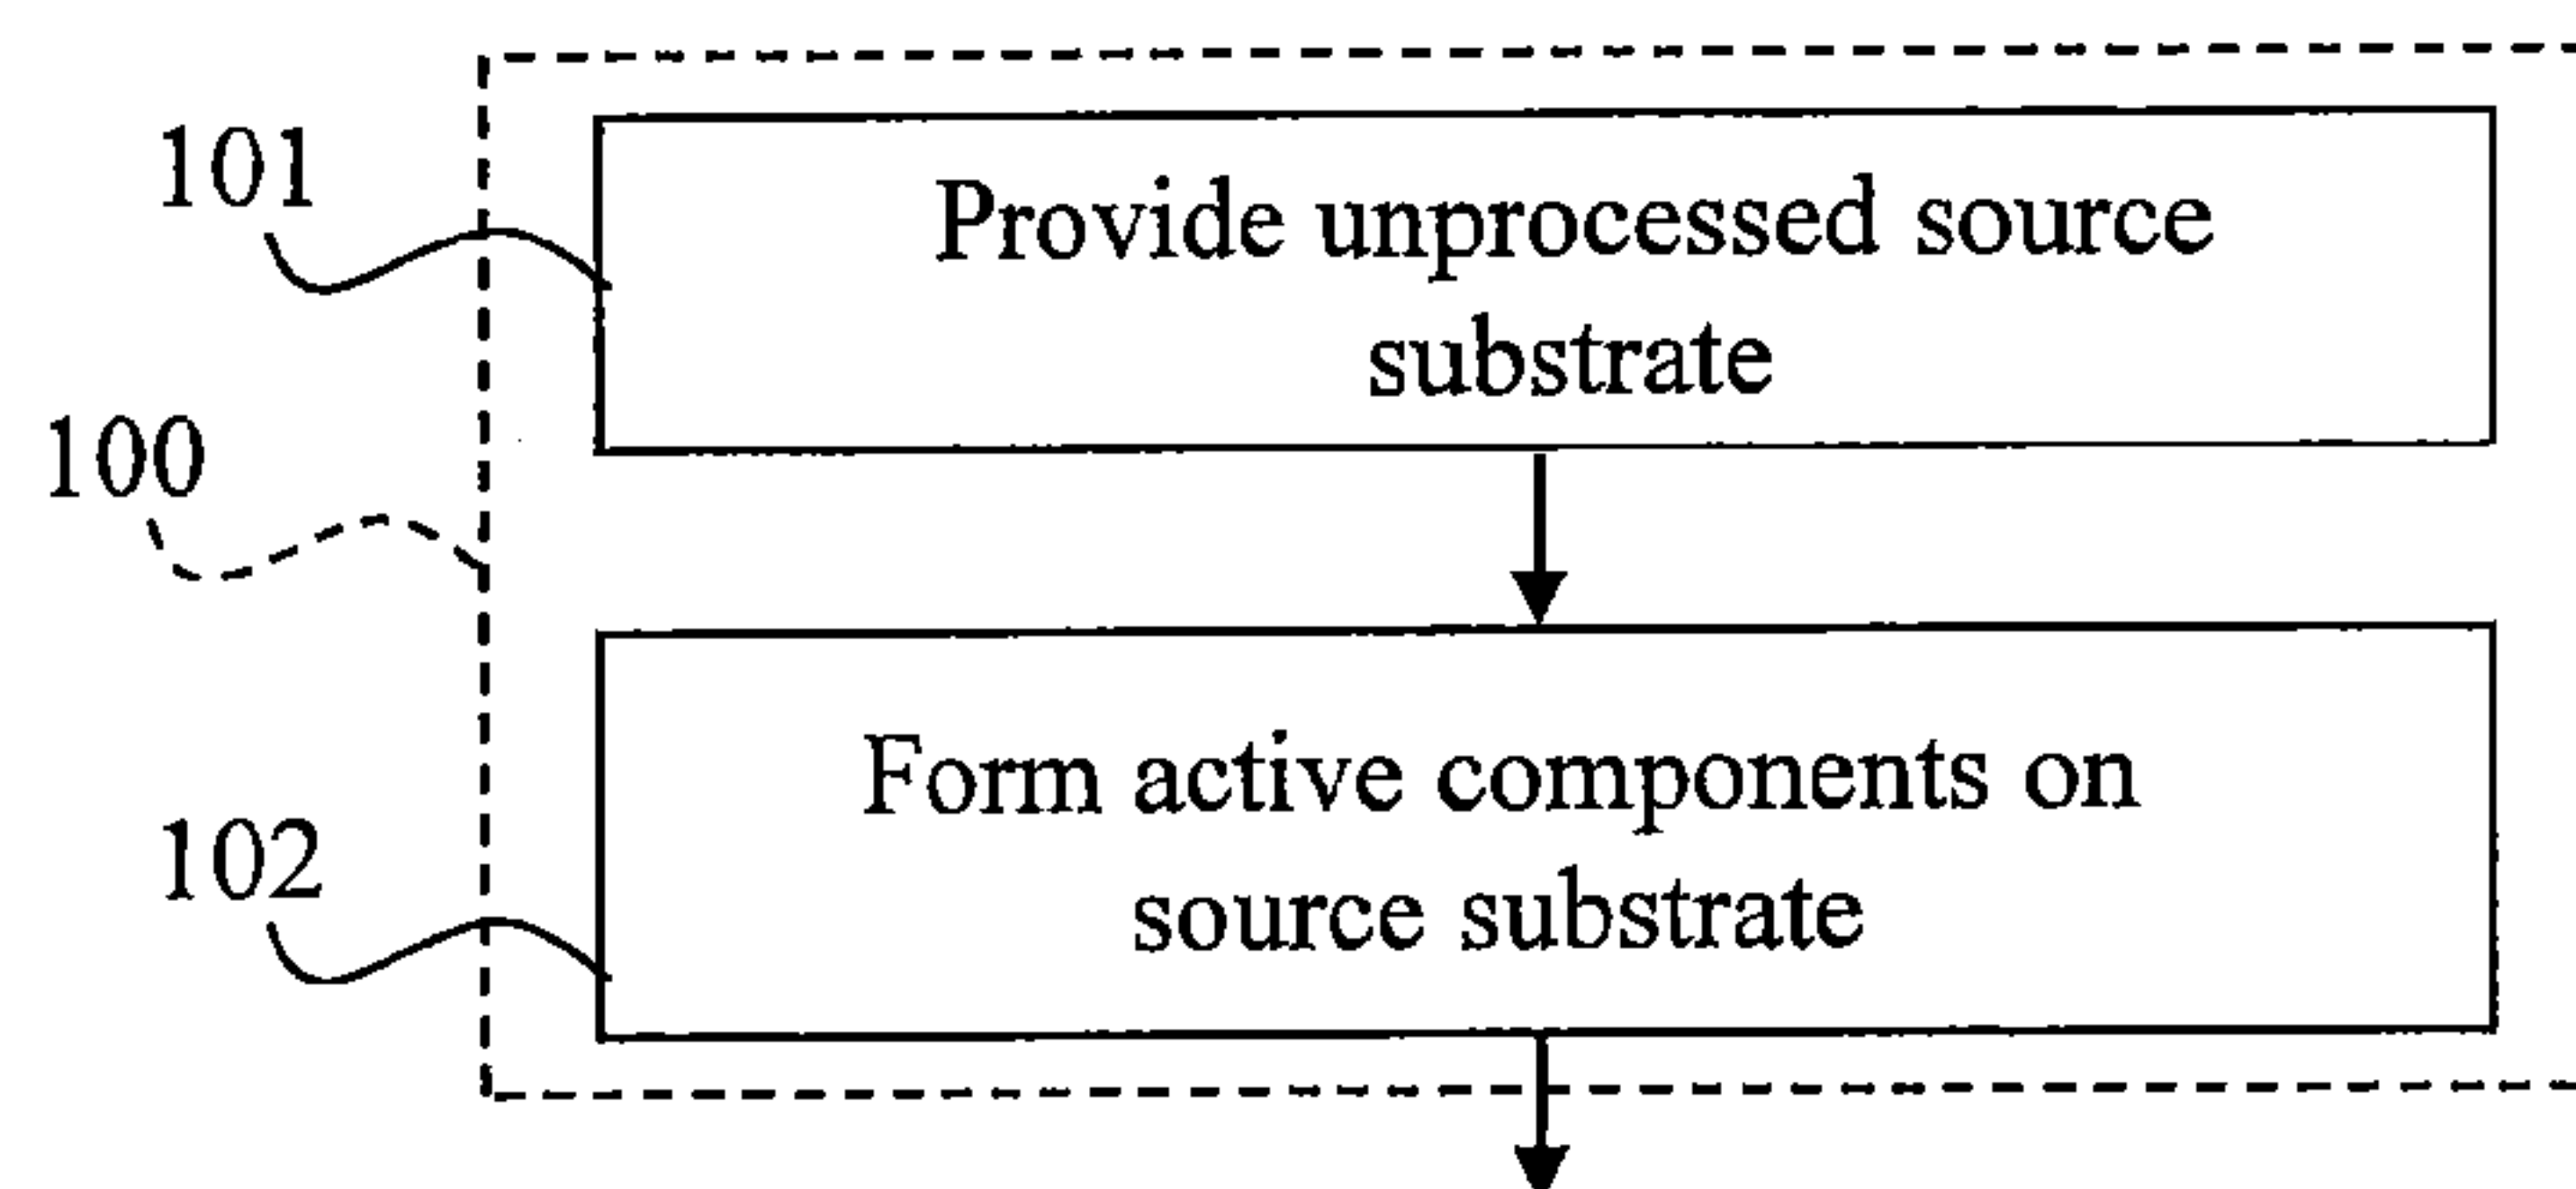 101
Provide unprocessed source
substrate
100
102
Form active components on
source substrate